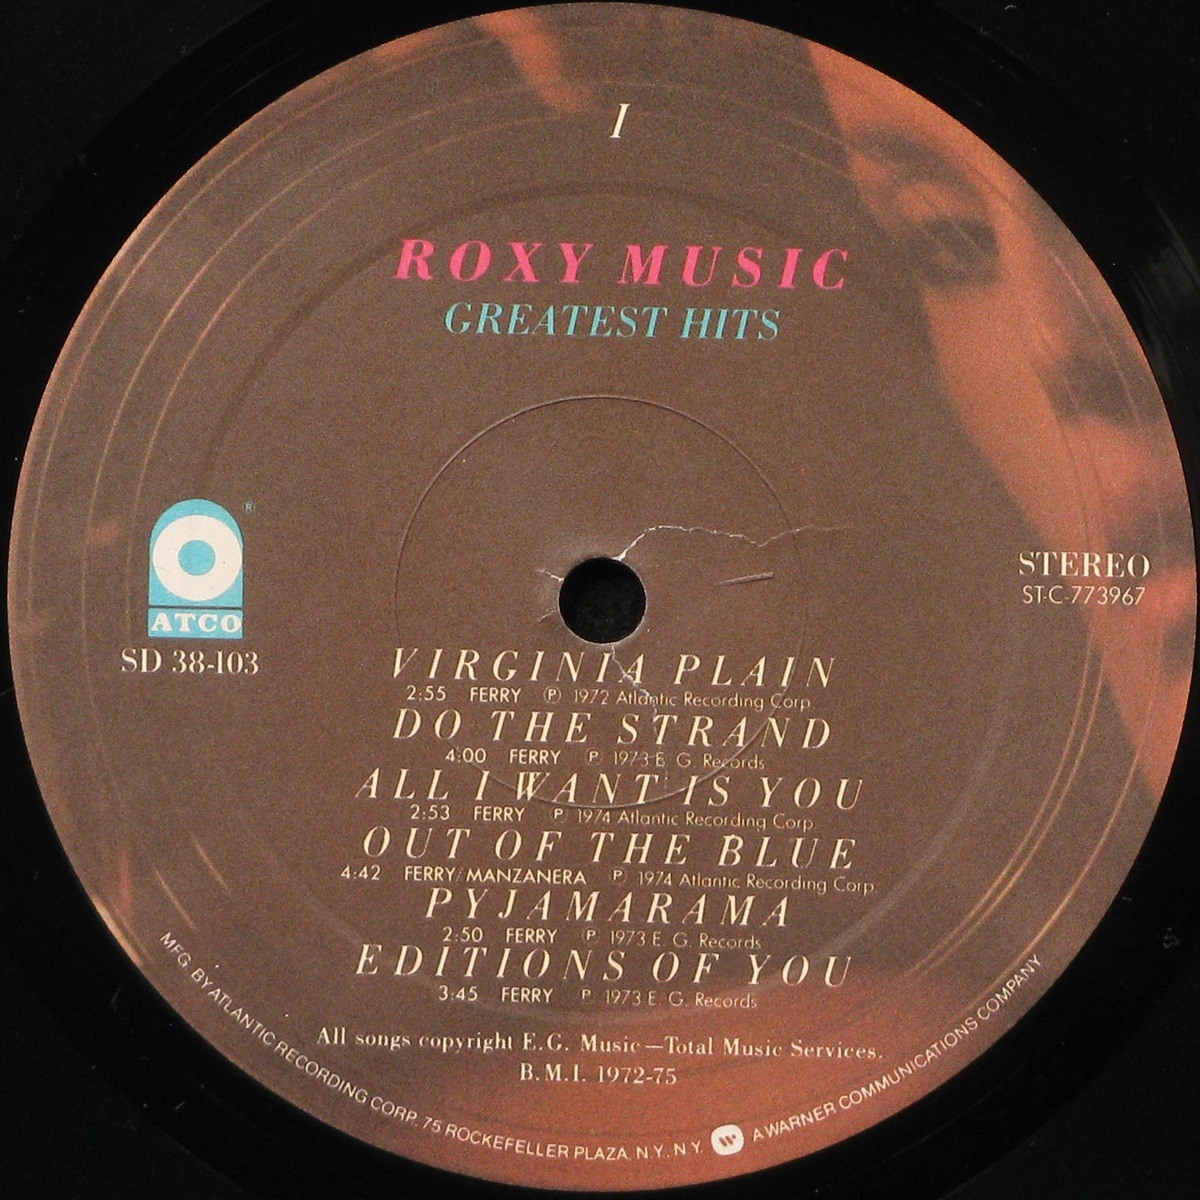 I
ROXY MUSIC
GREATEST HITS
®
ATCO
SD 38-103
STEREO
ST-C-773967
VIRGINIA PLAIN
2:55 FERRY Ⓟ 1972 Atlantic Recording Corp.
DO THE STRAND
4:00 FERRY Ⓟ 1973 E. G. Records
ALL I WANT IS YOU
2:53 FERRY Ⓟ 1974 Atlantic Recording Corp.
OUT OF THE BLUE
4:42 FERRY/MANZANERA Ⓟ 1974 Atlantic Recording Corp.
PYJAMARAMA
2:50 FERRY Ⓟ 1973 E. G. Records
EDITIONS OF YOU
3:45 FERRY Ⓟ 1973 E. G. Records
All songs copyright E.G. Music—Total Music Services.
B.M.I. 1972-75
MFG. BY ATLANTIC RECORDING CORP. 75 ROCKEFELLER PLAZA, N.Y., N.Y. W A WARNER COMMUNICATIONS COMPANY